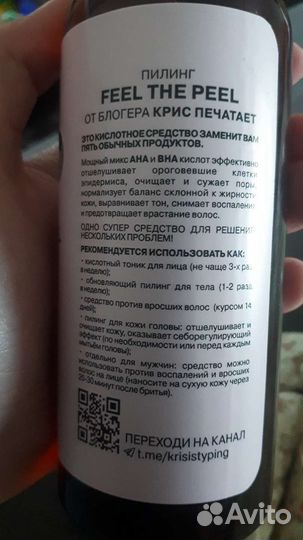 ПИЛИНГ
FEEL THE PEEL
ОТ БЛОГЕРА КРИС ПЕЧАТАЕТ
ЭТО КИСЛОТНОЕ СРЕДСТВО ЗАМЕНИТ ВАМ
ПЯТЬ ОБЫЧНЫХ ПРОДУКТОВ.
Мощный микс AHA и BHA кислот эффективно
отшелушивает ороговевшие клетки
эпидермиса, очищает и сужает поры,
нормализует баланс склонной к жирности
кожи, выравнивает тон, снимает воспаления
и предотвращает врастание волос.
ОДНО СУПЕР СРЕДСТВО ДЛЯ РЕШЕНИЯ
НЕСКОЛЬКИХ ПРОБЛЕМ!
РЕКОМЕНДУЕТСЯ ИСПОЛЬЗОВАТЬ КАК:
- кислотный тоник для лица (не чаще 3-х раз
в неделю);
- обновляющий пилинг для тела (1-2 раза
в неделю);
- средство против вросших волос (курсом 14
дней);
- пилинг для кожи головы: отшелушивает и
очищает кожу, оказывает себорегулирующий
эффект (по необходимости или перед каждым
мытьём головы);
- отдельно для мужчин: средство можно
использовать против воспалений и вросших
волос на лице (наносите на сухую кожу через
20-30 минут после бритья).
ПЕРЕХОДИ НА КАНАЛ
t.me/krisistyping
Avito